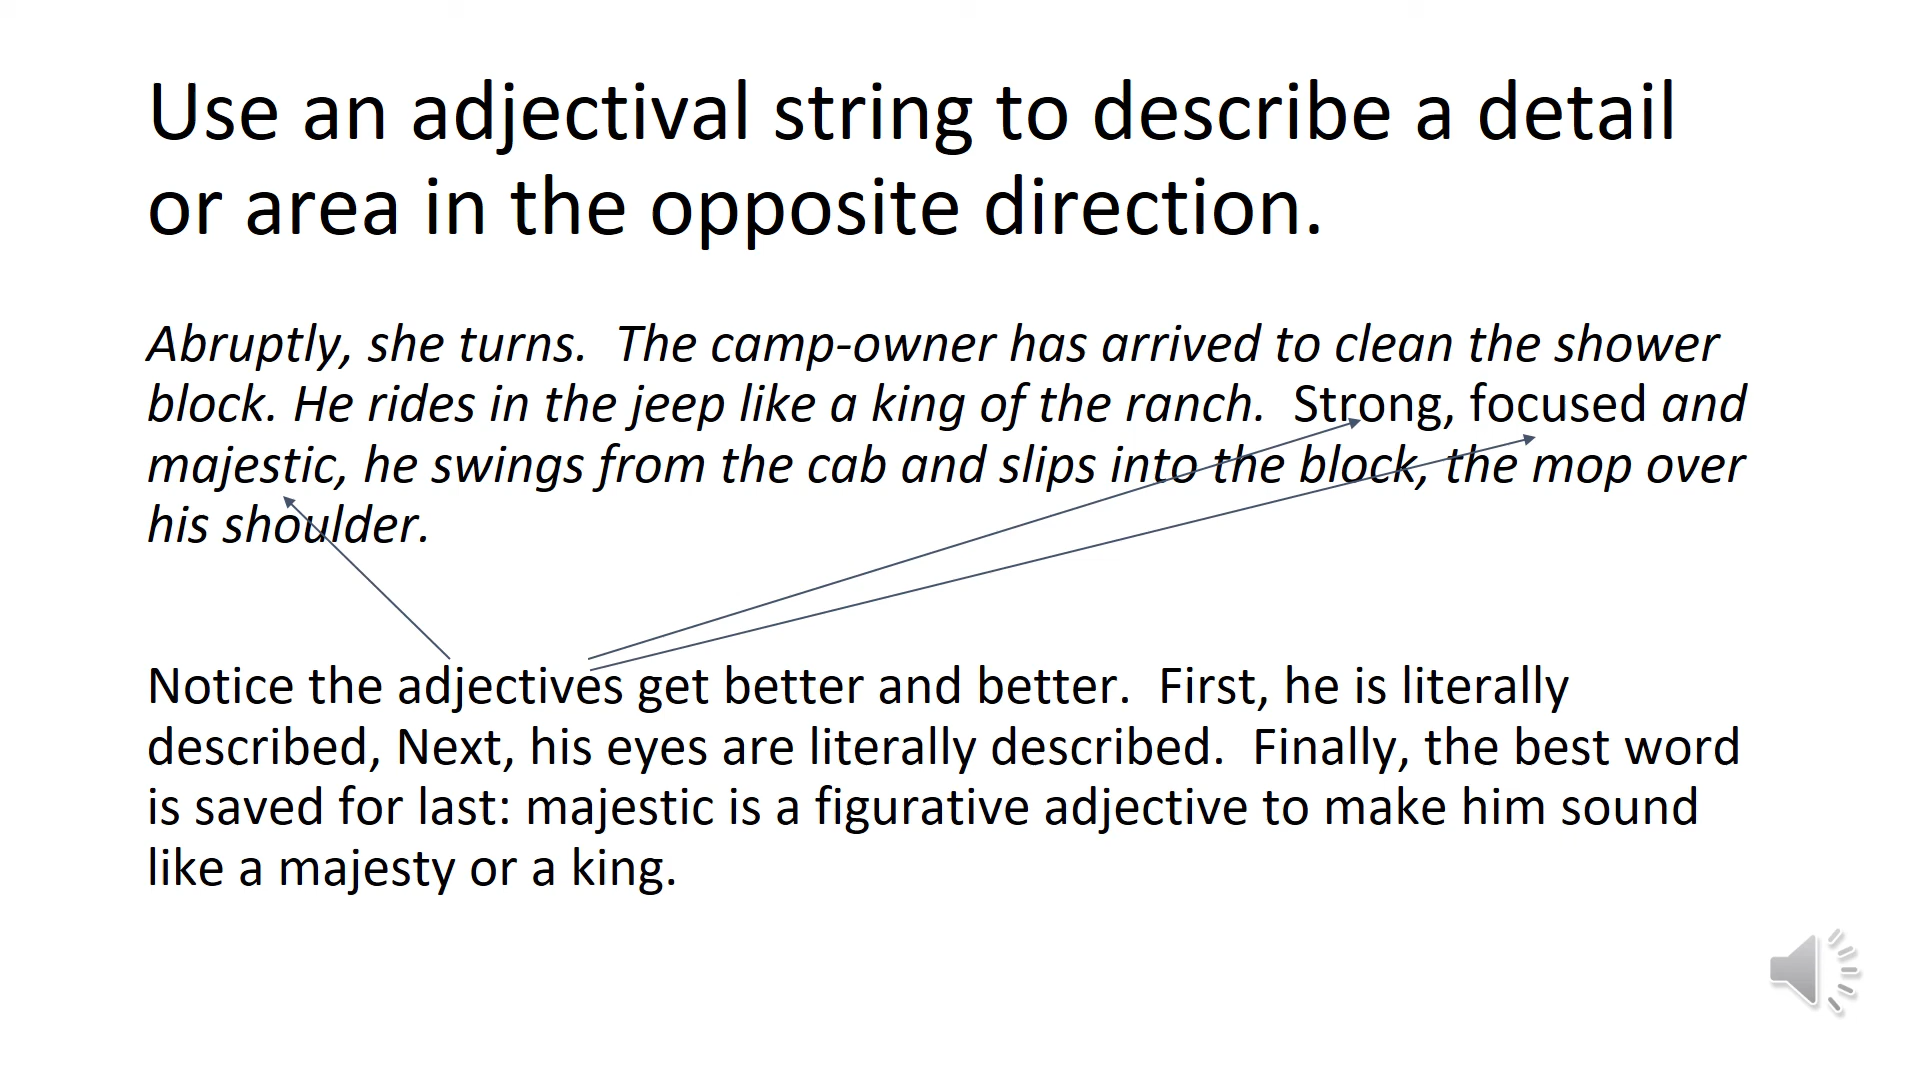 Use an adjectival string to describe a detail
or area in the opposite direction.
Abruptly, she turns.  The camp-owner has arrived to clean the shower
block. He rides in the jeep like a king of the ranch.  Strong, focused and
majestic, he swings from the cab and slips into the block, the mop over
his shoulder.
Notice the adjectives get better and better.  First, he is literally
described, Next, his eyes are literally described.  Finally, the best word
is saved for last: majestic is a figurative adjective to make him sound
like a majesty or a king.